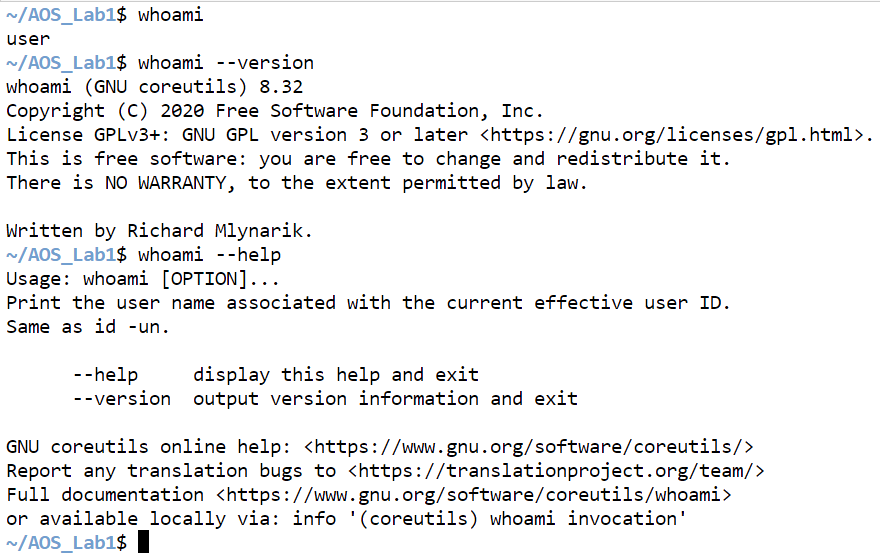 ~/AOS_Lab1$ whoami
user
~/AOS_Lab1$ whoami --version
whoami (GNU coreutils) 8.32
Copyright (C) 2020 Free Software Foundation, Inc.
License GPLv3+: GNU GPL version 3 or later <https://gnu.org/licenses/gpl.html>.
This is free software: you are free to change and redistribute it.
There is NO WARRANTY, to the extent permitted by law.

Written by Richard Mlynarik.
~/AOS_Lab1$ whoami --help
Usage: whoami [OPTION]...
Print the user name associated with the current effective user ID.
Same as id -un.

      --help     display this help and exit
      --version  output version information and exit

GNU coreutils online help: <https://www.gnu.org/software/coreutils/>
Report any translation bugs to <https://translationproject.org/team/>
Full documentation <https://www.gnu.org/software/coreutils/whoami>
or available locally via: info '(coreutils) whoami invocation'
~/AOS_Lab1$